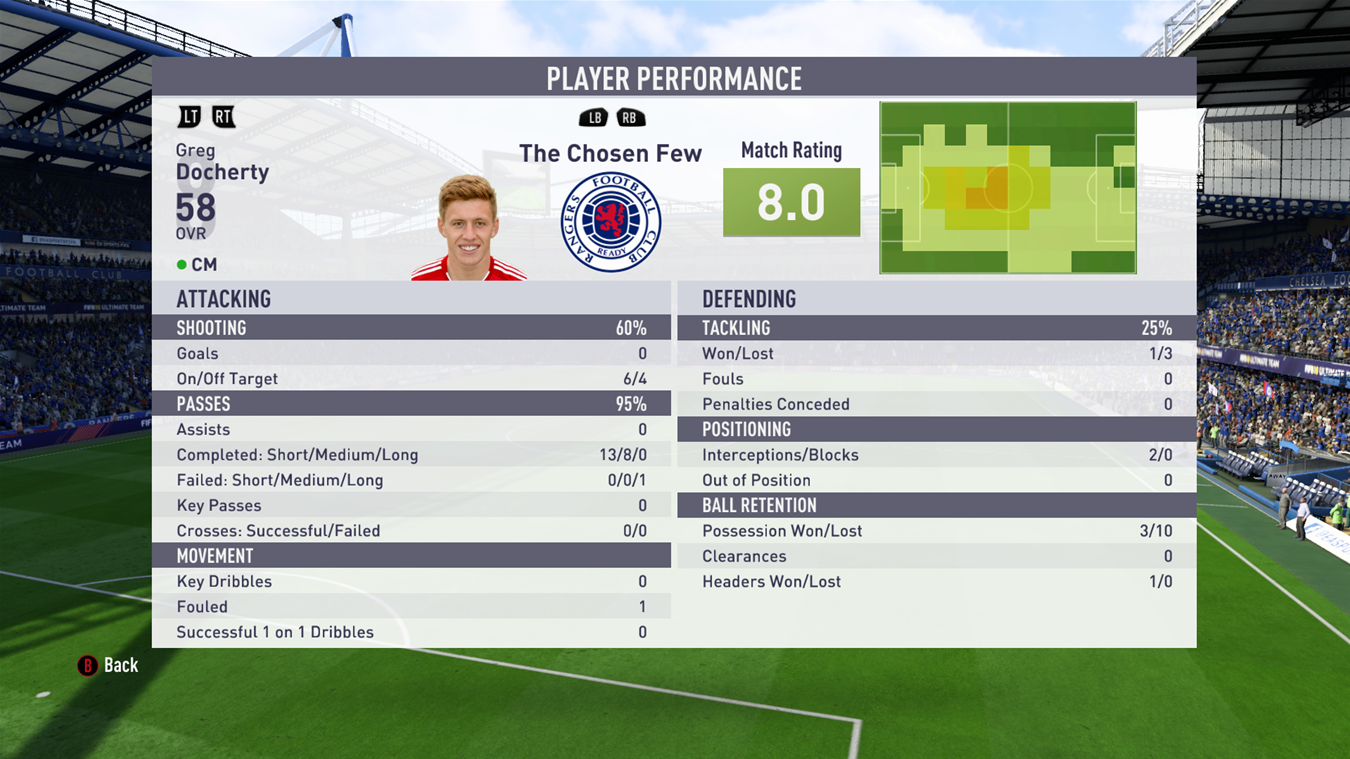 PLAYER PERFORMANCE
LT RT
LB RB
Greg
Docherty
58
OVR
CM
The Chosen Few
RANGERS FOOTBALL CLUB
READY
Match Rating
8.0
ATTACKING
SHOOTING 60%
Goals 0
On/Off Target 6/4
PASSES 95%
Assists 0
Completed: Short/Medium/Long 13/8/0
Failed: Short/Medium/Long 0/0/1
Key Passes 0
Crosses: Successful/Failed 0/0
MOVEMENT
Key Dribbles 0
Fouled 1
Successful 1 on 1 Dribbles 0
DEFENDING
TACKLING 25%
Won/Lost 1/3
Fouls 0
Penalties Conceded 0
POSITIONING
Interceptions/Blocks 2/0
Out of Position 0
BALL RETENTION
Possession Won/Lost 3/10
Clearances 0
Headers Won/Lost 1/0
B Back
FOOTBALL CLUB
ULTIMATE TEAM